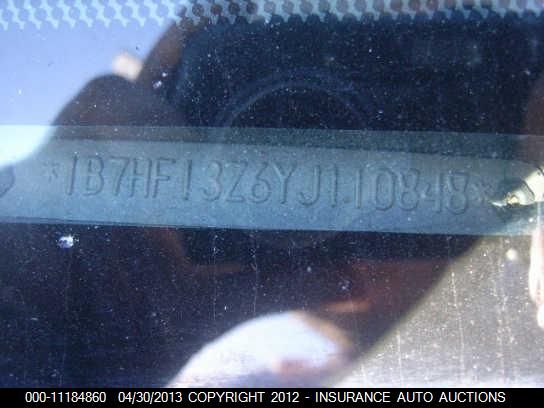 *1B7HF13Z6YJ110848*
000-11184860 04/30/2013 COPYRIGHT 2012 - INSURANCE AUTO AUCTIONS